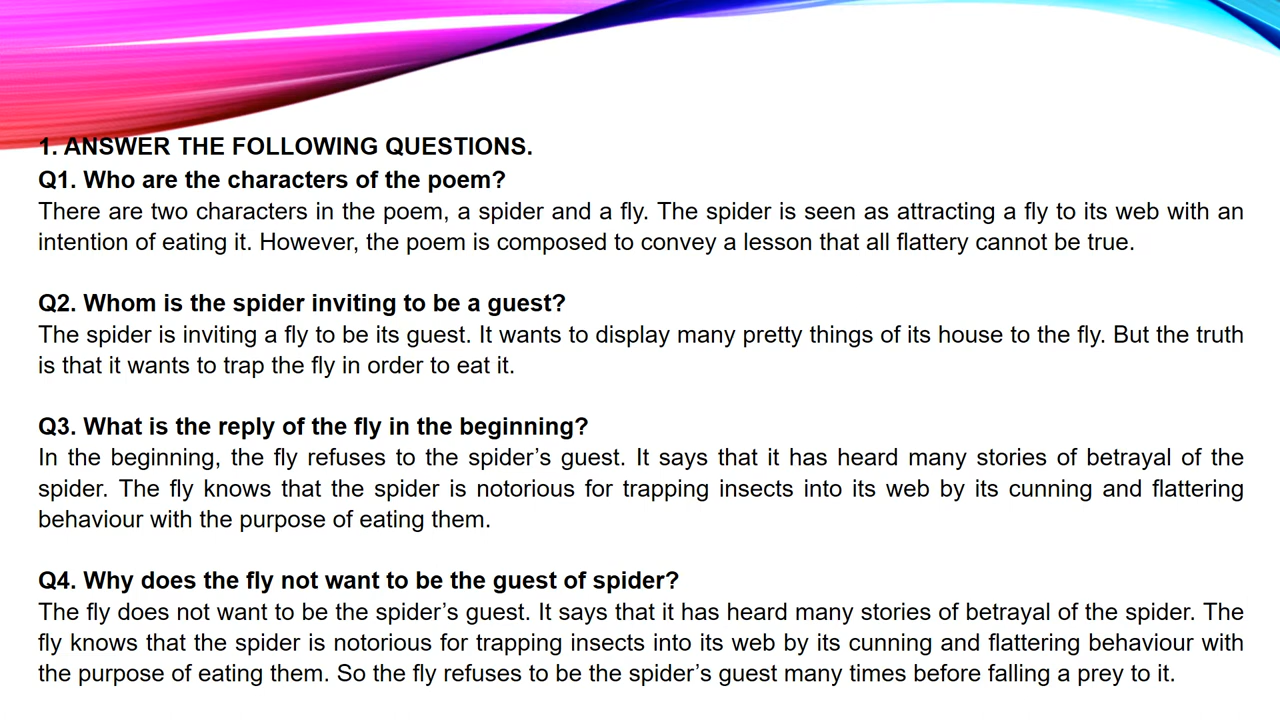 1. ANSWER THE FOLLOWING QUESTIONS.
Q1. Who are the characters of the poem?
There are two characters in the poem, a spider and a fly. The spider is seen as attracting a fly to its web with an
intention of eating it. However, the poem is composed to convey a lesson that all flattery cannot be true.
Q2. Whom is the spider inviting to be a guest?
The spider is inviting a fly to be its guest. It wants to display many pretty things of its house to the fly. But the truth
is that it wants to trap the fly in order to eat it.
Q3. What is the reply of the fly in the beginning?
In the beginning, the fly refuses to the spider’s guest. It says that it has heard many stories of betrayal of the
spider. The fly knows that the spider is notorious for trapping insects into its web by its cunning and flattering
behaviour with the purpose of eating them.
Q4. Why does the fly not want to be the guest of spider?
The fly does not want to be the spider’s guest. It says that it has heard many stories of betrayal of the spider. The
fly knows that the spider is notorious for trapping insects into its web by its cunning and flattering behaviour with
the purpose of eating them. So the fly refuses to be the spider’s guest many times before falling a prey to it.